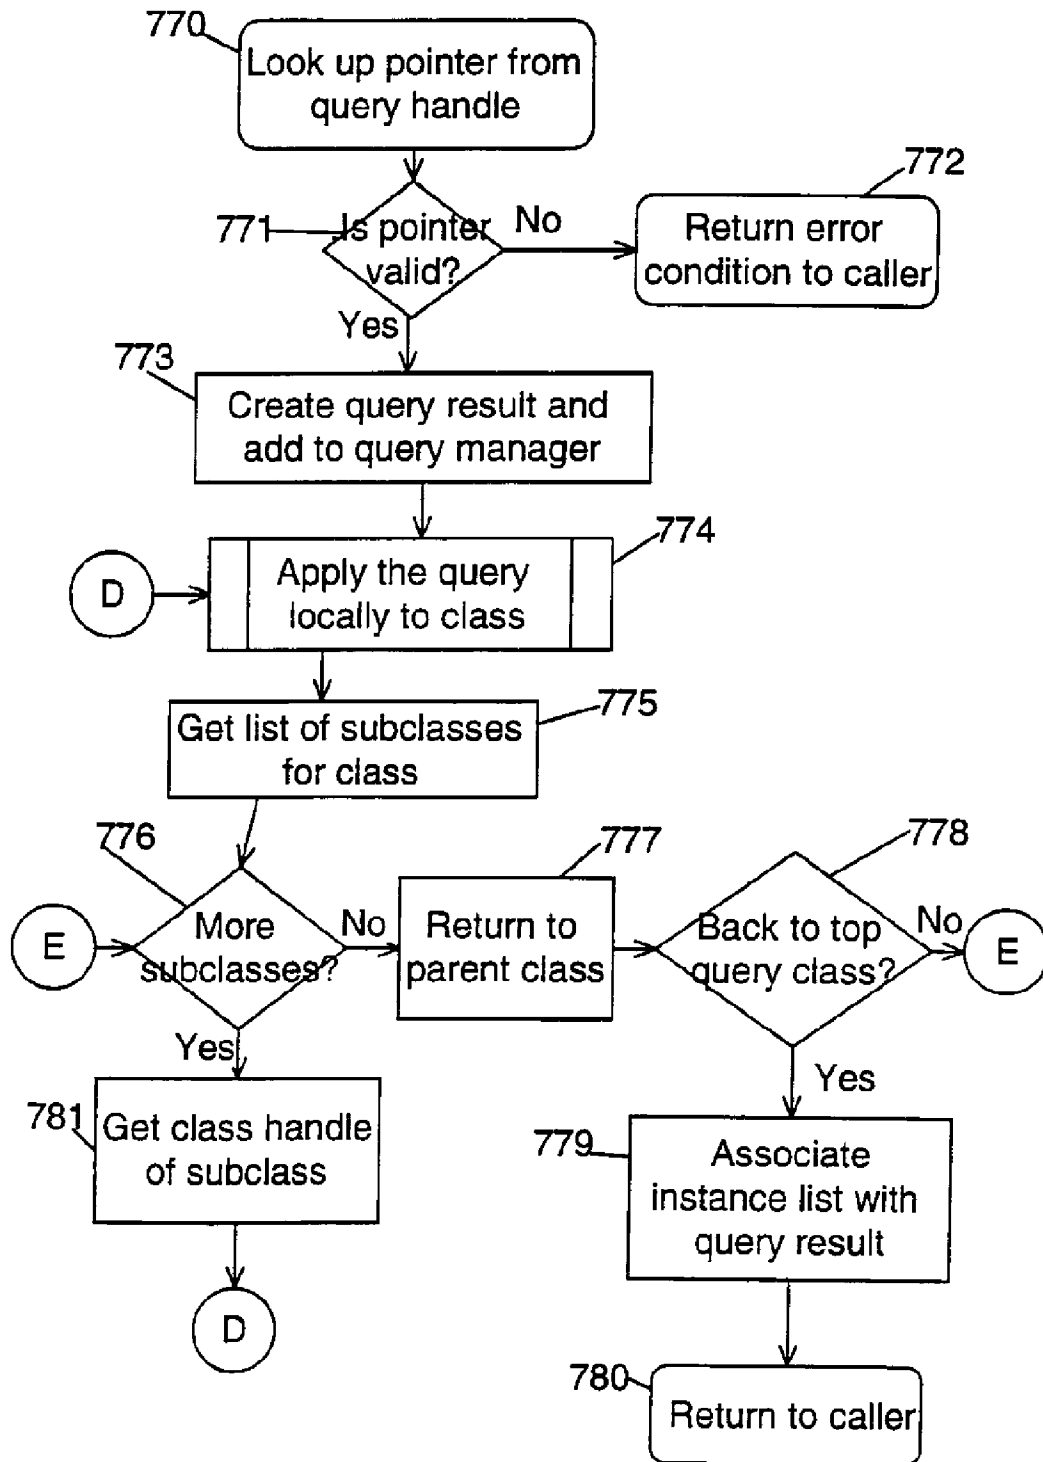 770
Look up pointer from
query handle
772
771
Is pointer
valid?
No
Return error
condition to caller
Yes
773
Create query result and
add to query manager
774
D
Apply the query
locally to class
775
Get list of subclasses
for class
776
777
778
E
More
subclasses?
No
Return to
parent class
Back to top
query class?
No
E
Yes
Yes
781
Get class handle
of subclass
779
Associate
instance list with
query result
D
780
Return to caller